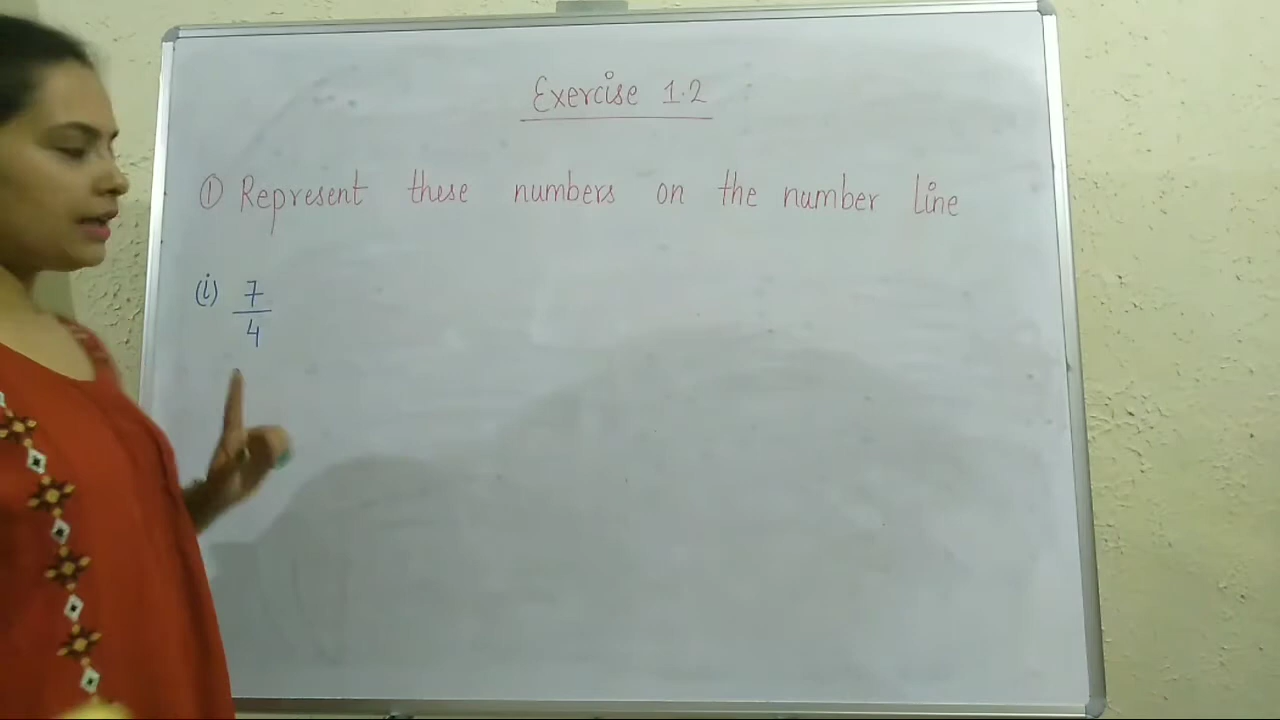 Exercise 1.2
① Represent these numbers on the number line
(i) 7/4